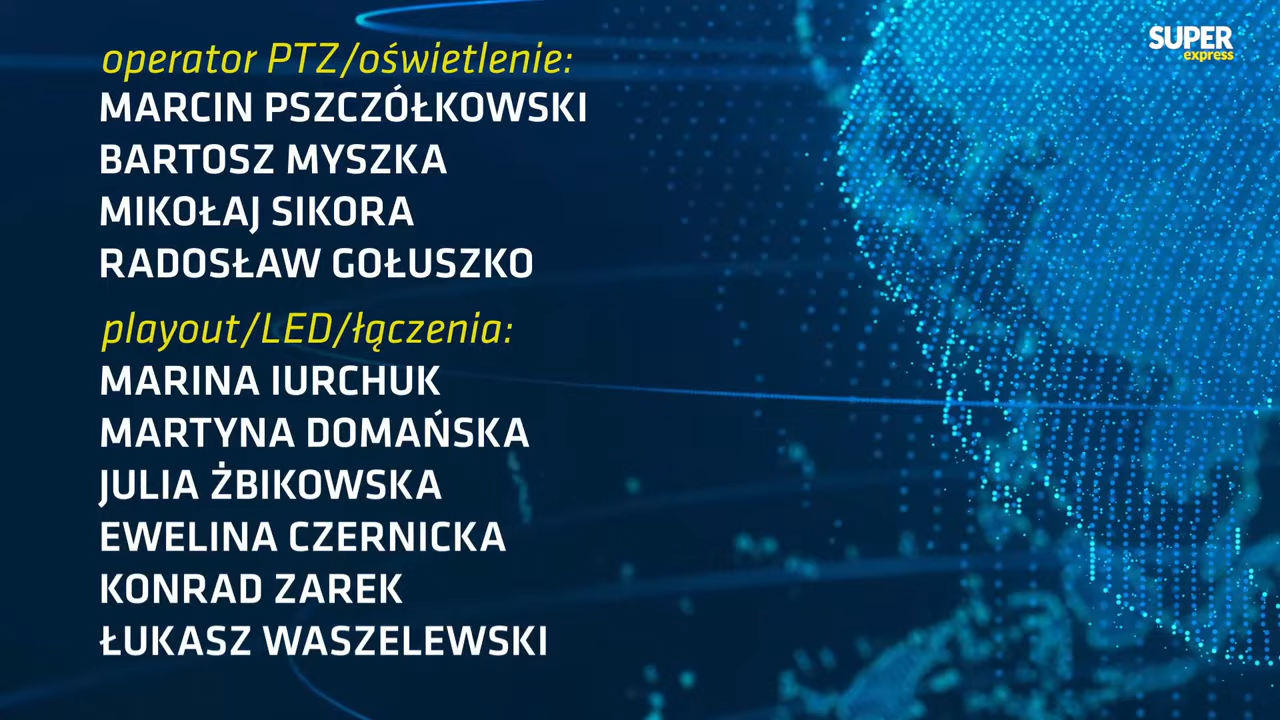 SUPER
express
operator PTZ/oświetlenie:
MARCIN PSZCZÓŁKOWSKI
BARTOSZ MYSZKA
MIKOŁAJ SIKORA
RADOSŁAW GOŁUSZKO
playout/LED/łączenia:
MARINA IURCHUK
MARTYNA DOMAŃSKA
JULIA ŻBIKOWSKA
EWELINA CZERNICKA
KONRAD ZAREK
ŁUKASZ WASZELEWSKI